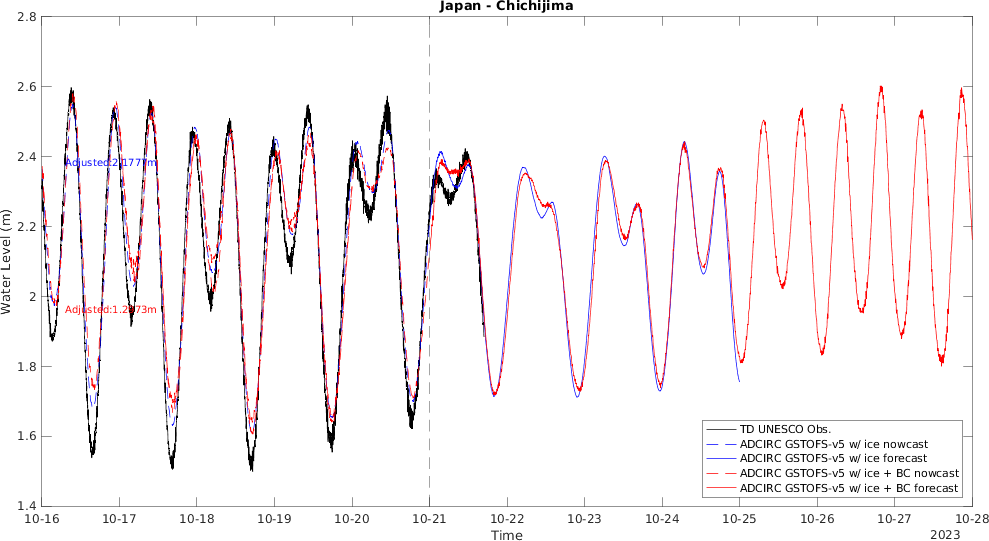 Japan - Chichijima
2.8
2.6
2.4
2.2
2
1.8
1.6
1.4
Water Level (m)
Adjusted:2.1777m
10-16
10-17
10-18
10-19
10-20
10-21
10-22
10-23
10-24
10-25
10-26
10-27
10-28
Time
2023
TD UNESCO Obs.
ADCIRC GSTOFS-v5 w/ ice nowcast
ADCIRC GSTOFS-v5 w/ ice forecast
ADCIRC GSTOFS-v5 w/ ice + BC nowcast
ADCIRC GSTOFS-v5 w/ ice + BC forecast